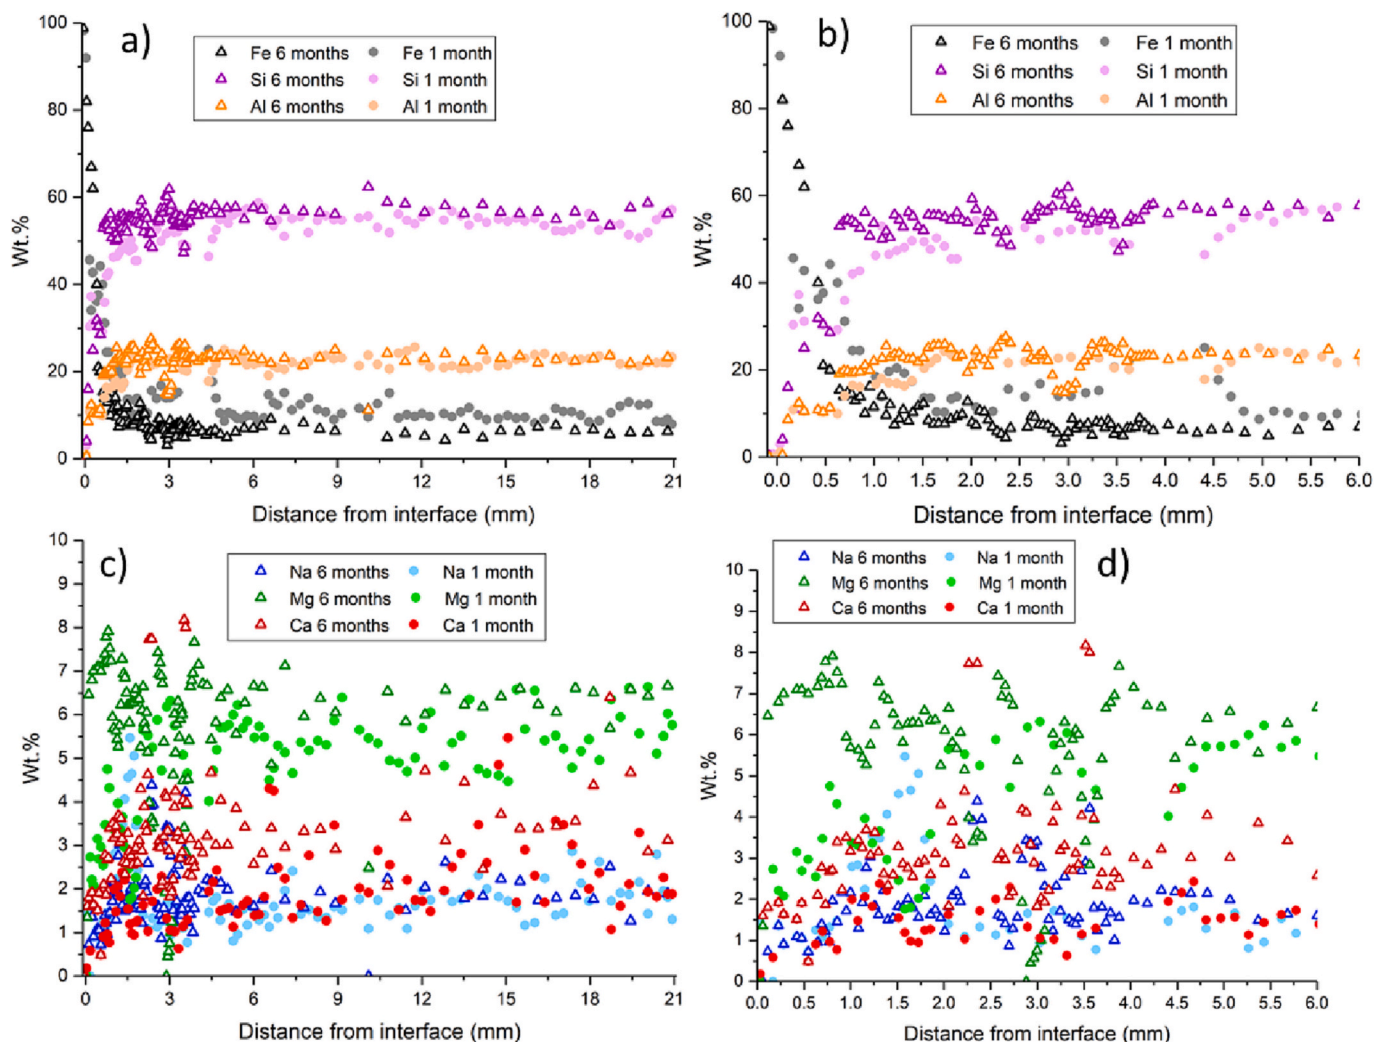 a)
Fe 6 months Fe 1 month
Si 6 months Si 1 month
Al 6 months Al 1 month
100
80
60
40
20
0
Wt.%
0 3 6 9 12 15 18 21
Distance from interface (mm)
b)
Fe 6 months Fe 1 month
Si 6 months Si 1 month
Al 6 months Al 1 month
100
80
60
40
20
0
Wt.%
0.0 0.5 1.0 1.5 2.0 2.5 3.0 3.5 4.0 4.5 5.0 5.5 6.0
Distance from interface (mm)
c)
Na 6 months Na 1 month
Mg 6 months Mg 1 month
Ca 6 months Ca 1 month
10
9
8
7
6
5
4
3
2
1
0
Wt.%
0 3 6 9 12 15 18 21
Distance from interface (mm)
d)
Na 6 months Na 1 month
Mg 6 months Mg 1 month
Ca 6 months Ca 1 month
10
9
8
7
6
5
4
3
2
1
0
Wt.%
0.0 0.5 1.0 1.5 2.0 2.5 3.0 3.5 4.0 4.5 5.0 5.5 6.0
Distance from interface (mm)